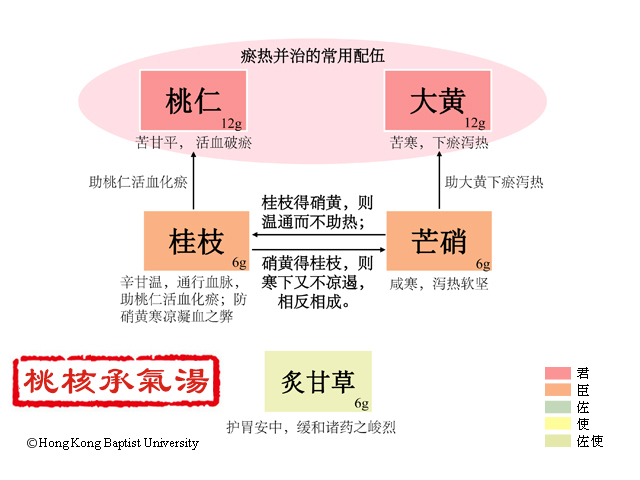 瘀热并治的常用配伍
桃仁
12g
大黄
12g
苦甘平，活血破瘀
苦寒，下瘀泻热
助桃仁活血化瘀
助大黄下瘀泻热
桂枝得硝黄，则
温通而不助热；
桂枝
6g
芒硝
6g
硝黄得桂枝，则
寒下又不凉遏，
相反相成。
辛甘温，通行血脉，
助桃仁活血化瘀；防
硝黄寒凉凝血之弊
咸寒，泻热软坚
桃核承氣湯
炙甘草
6g
护胃安中，缓和诸药之峻烈
君
臣
佐
使
佐使
©Hong Kong Baptist University